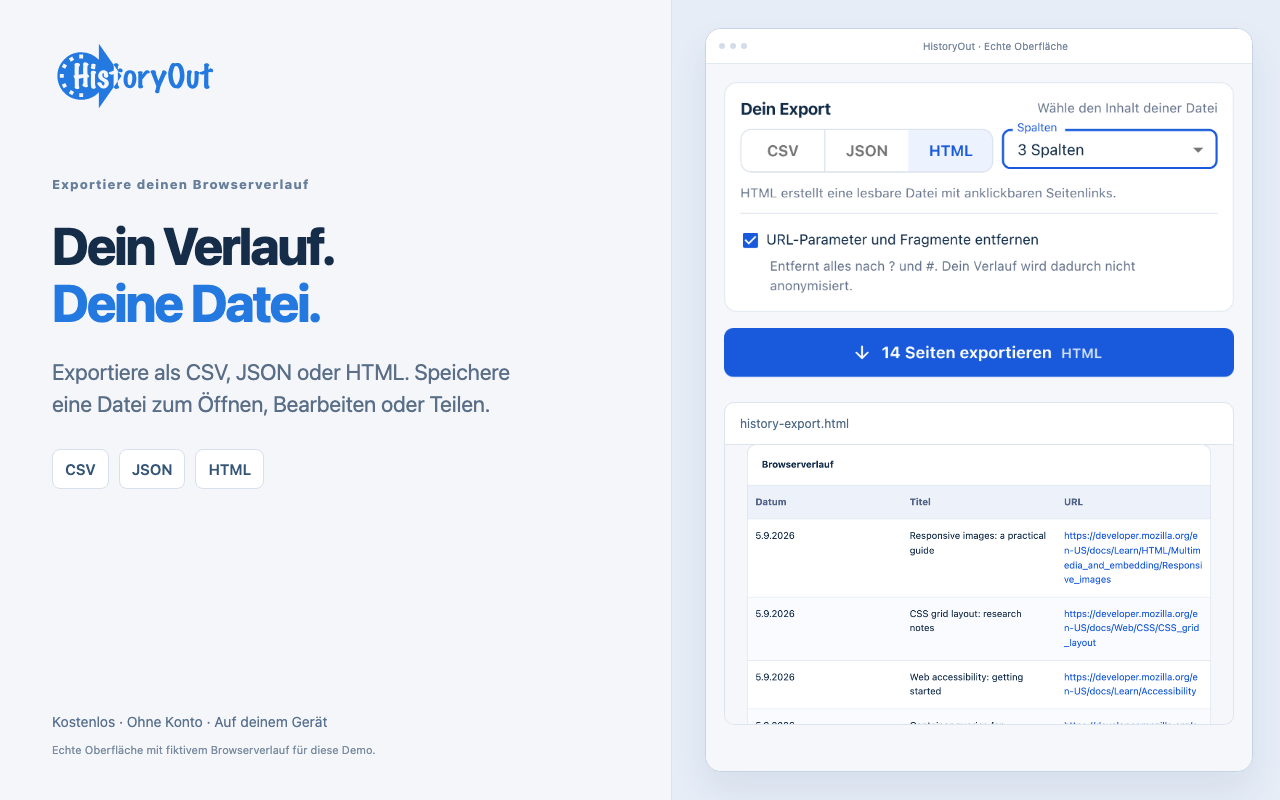 HistoryOut
Exportiere deinen Browserverlauf
Dein Verlauf.
Deine Datei.
Exportiere als CSV, JSON oder HTML. Speichere
eine Datei zum Öffnen, Bearbeiten oder Teilen.
CSV
JSON
HTML
Kostenlos · Ohne Konto · Auf deinem Gerät
Echte Oberfläche mit fiktivem Browserverlauf für diese Demo.
HistoryOut · Echte Oberfläche
Dein Export
Wähle den Inhalt deiner Datei
CSV
JSON
HTML
Spalten
3 Spalten
HTML erstellt eine lesbare Datei mit anklickbaren Seitenlinks.
URL-Parameter und Fragmente entfernen
Entfernt alles nach ? und #. Dein Verlauf wird dadurch nicht
anonymisiert.
14 Seiten exportieren HTML
history-export.html
Browserverlauf
Datum
Titel
URL
5.9.2026
Responsive images: a practical
guide
https://developer.mozilla.org/e
n-US/docs/Learn/HTML/Multim
edia_and_embedding/Responsi
ve_images
5.9.2026
CSS grid layout: research
notes
https://developer.mozilla.org/e
n-US/docs/Web/CSS/CSS_grid
_layout
5.9.2026
Web accessibility: getting
started
https://developer.mozilla.org/e
n-US/docs/Learn/Accessibility